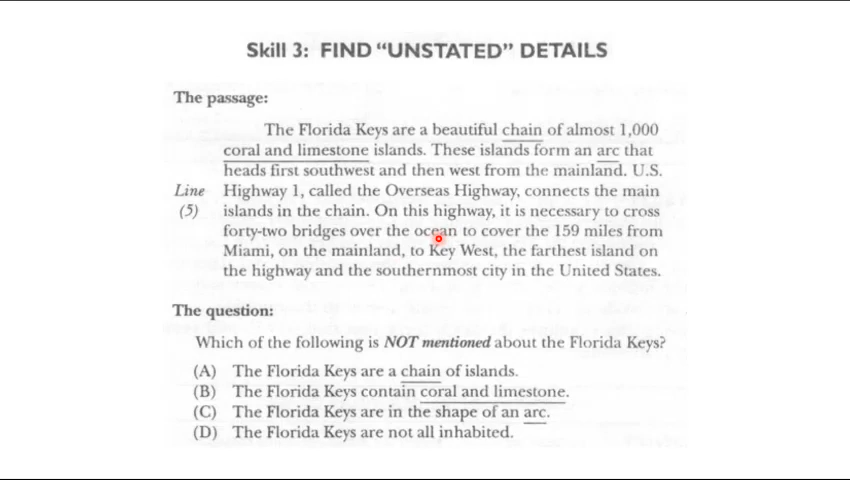 Skill 3: FIND “UNSTATED” DETAILS
The passage:
The Florida Keys are a beautiful chain of almost 1,000
coral and limestone islands. These islands form an arc that
heads first southwest and then west from the mainland. U.S.
Line Highway 1, called the Overseas Highway, connects the main
(5) islands in the chain. On this highway, it is necessary to cross
forty-two bridges over the ocean to cover the 159 miles from
Miami, on the mainland, to Key West, the farthest island on
the highway and the southernmost city in the United States.
The question:
Which of the following is NOT mentioned about the Florida Keys?
(A) The Florida Keys are a chain of islands.
(B) The Florida Keys contain coral and limestone.
(C) The Florida Keys are in the shape of an arc.
(D) The Florida Keys are not all inhabited.